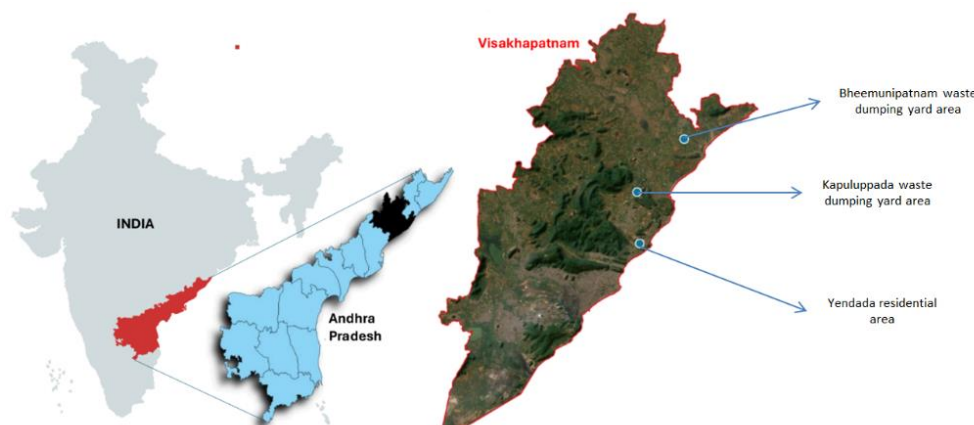 INDIA
Andhra
Pradesh
Visakhapatnam
Bheemunipatnam waste
dumping yard area
Kapuluppada waste
dumping yard area
Yendada residential
area